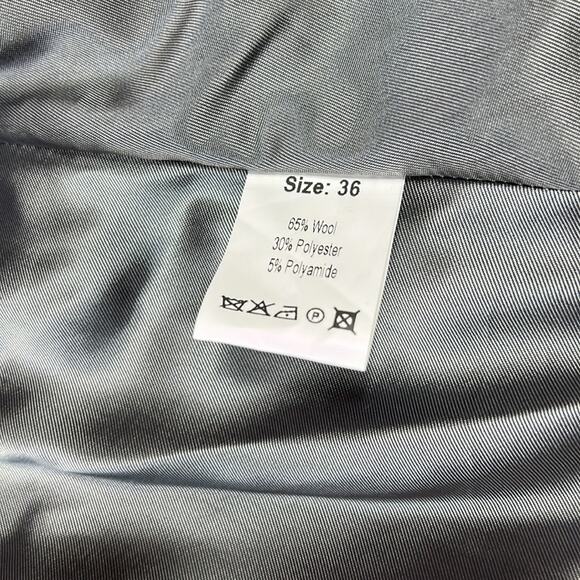 Size: 36
65% Wool
30% Polyester
5% Polyamide
P